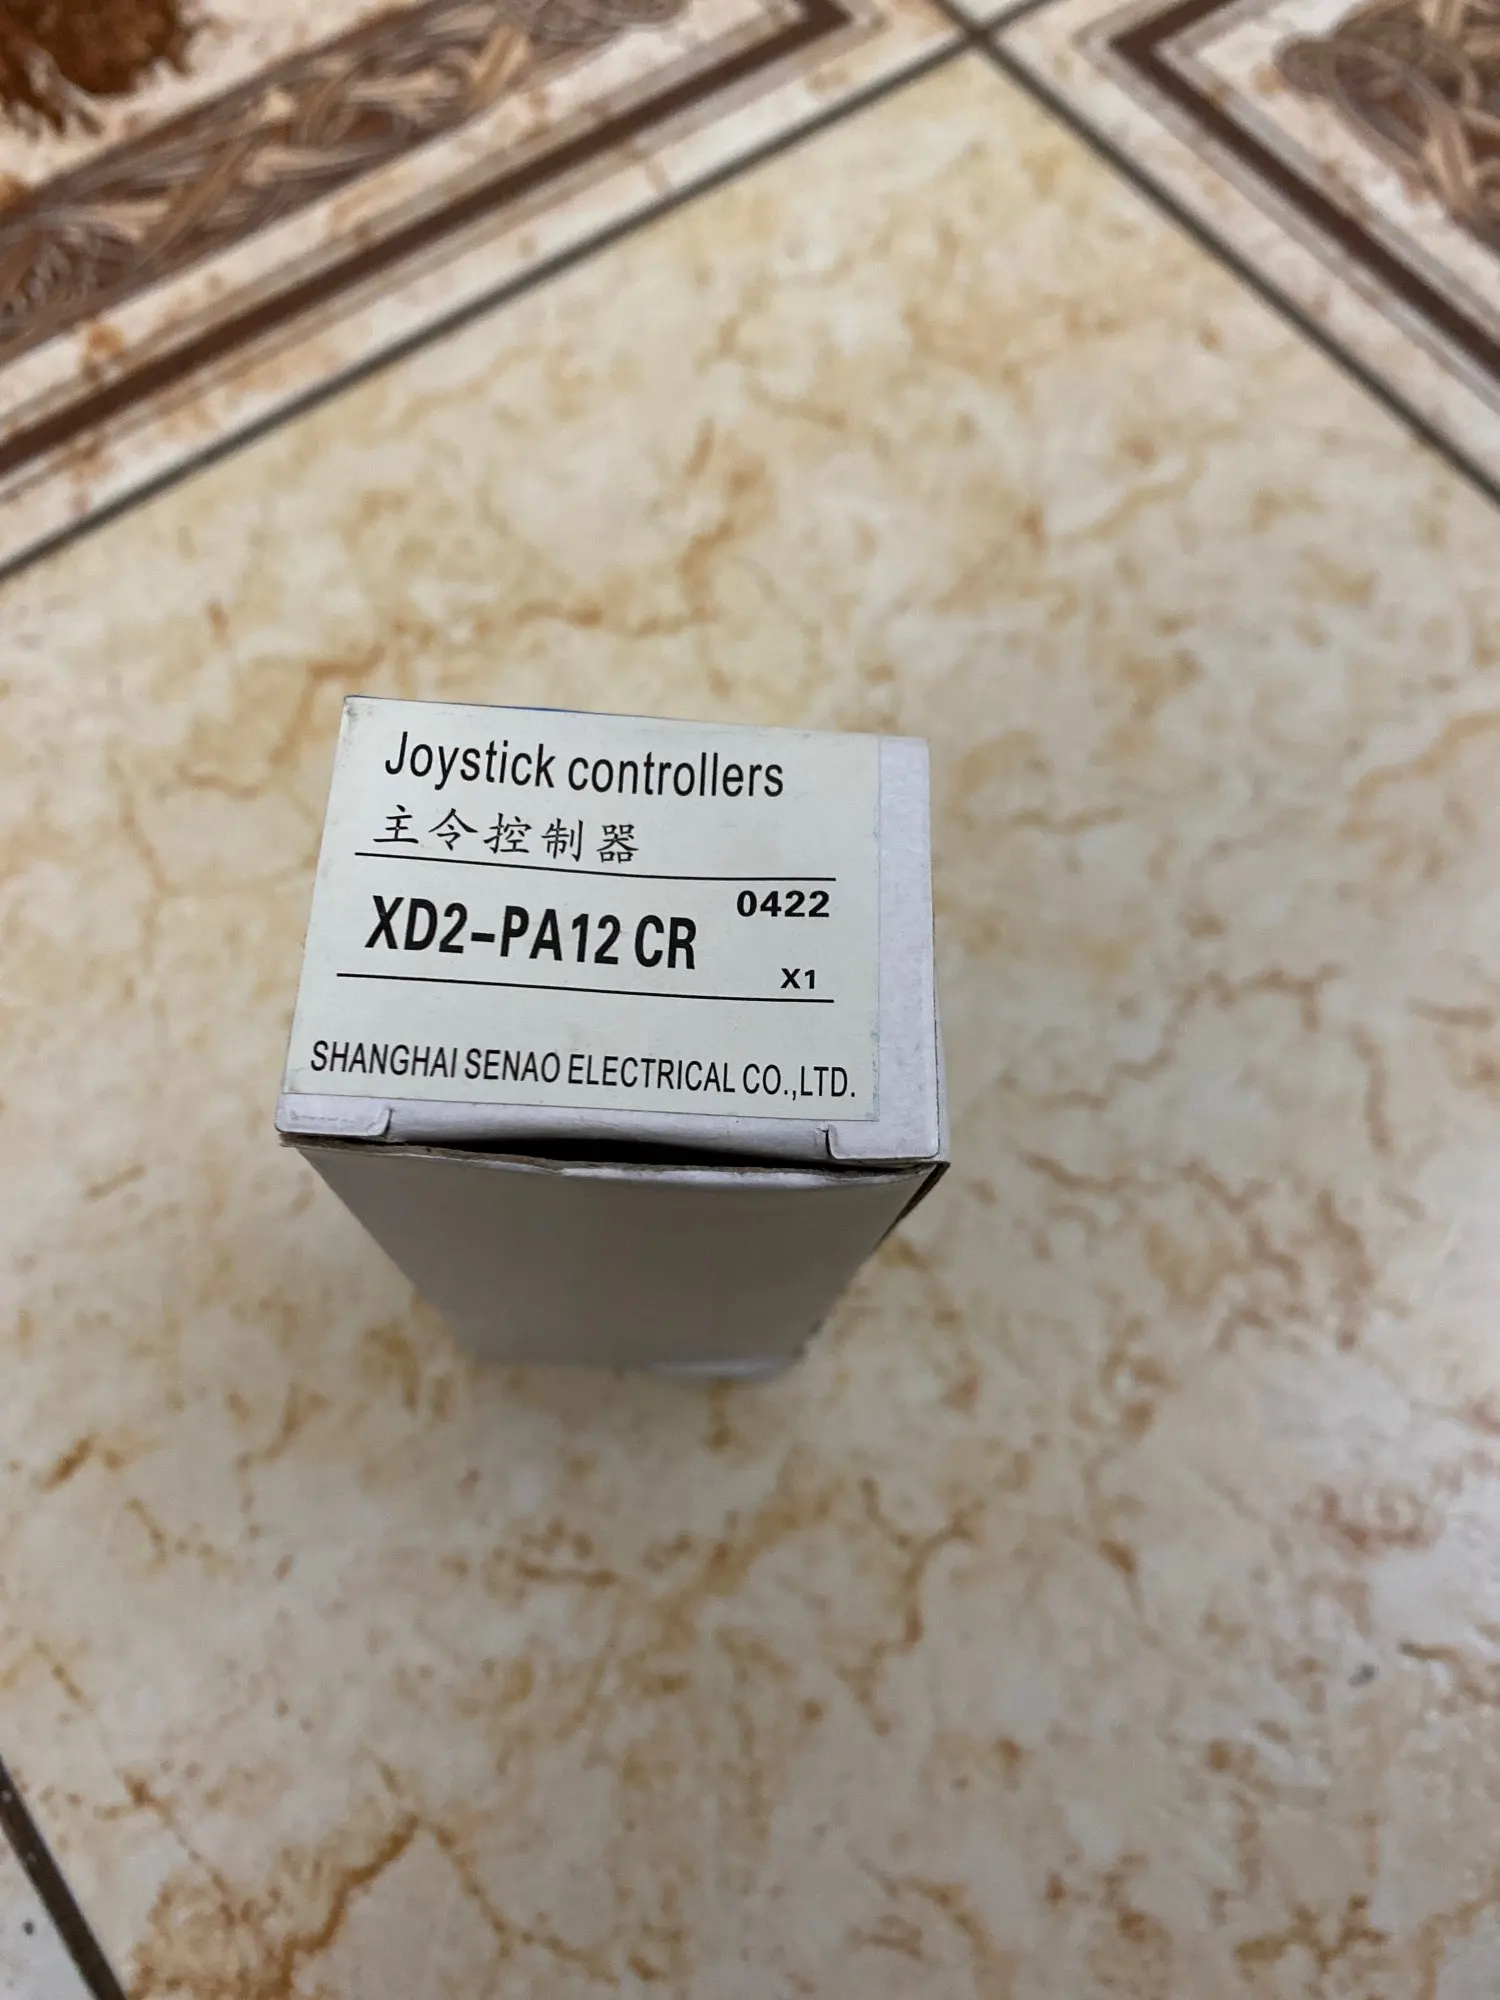 Joystick controllers
主令控制器
0422
XD2-PA12 CR
X1
SHANGHAI SENAO ELECTRICAL CO.,LTD.